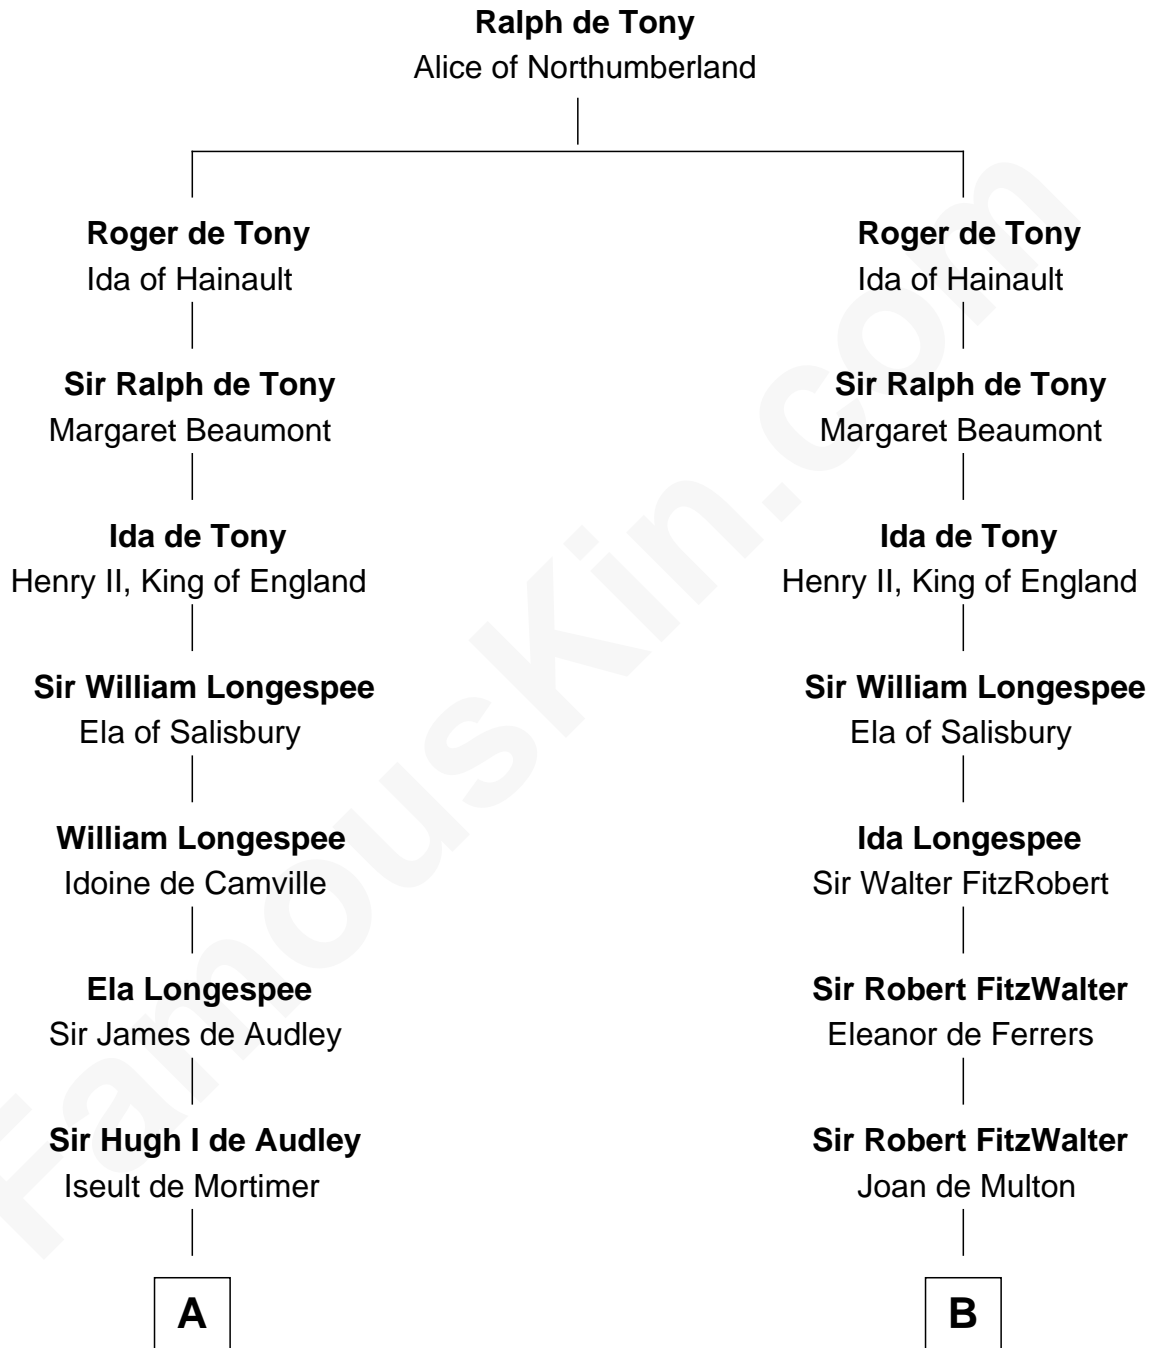 Ralph de Tony
Alice of Northumberland
Roger de Tony
Ida of Hainault
Roger de Tony
Ida of Hainault
Sir Ralph de Tony
Margaret Beaumont
Sir Ralph de Tony
Margaret Beaumont
Ida de Tony
Henry II, King of England
Ida de Tony
Henry II, King of England
Sir William Longespee
Ela of Salisbury
Sir William Longespee
Ela of Salisbury
William Longespee
Idoine de Camville
Ida Longespee
Sir Walter FitzRobert
Ela Longespee
Sir James de Audley
Sir Robert FitzWalter
Eleanor de Ferrers
Sir Hugh I de Audley
Iseult de Mortimer
Sir Robert FitzWalter
Joan de Multon
A
B
FamousKin.com